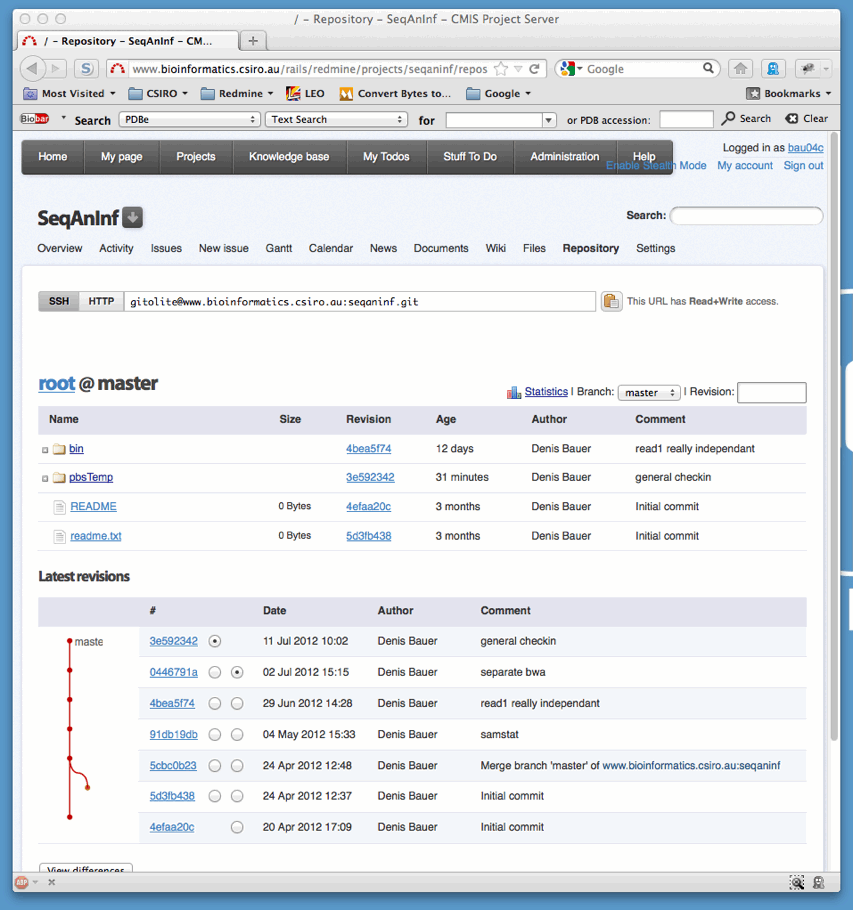 / – Repository – SeqAnInf – CMIS Project Server
/ – Repository – SeqAnInf – CM...
www.bioinformatics.csiro.au/rails/redmine/projects/seqaninf/repos
Google
Most Visited CSIRO Redmine LEO Convert Bytes to... Google Bookmarks
Biobar Search PDBe Text Search for or PDB accession: Search Clear
Home My page Projects Knowledge base My Todos Stuff To Do Administration Help
Logged in as bau04c
Enable Stealth Mode My account Sign out
SeqAnInf
Search:
Overview Activity Issues New issue Gantt Calendar News Documents Wiki Files Repository Settings
SSH HTTP gitolite@www.bioinformatics.csiro.au:seqaninf.git This URL has Read+Write access.
root @ master
Statistics | Branch: master | Revision:
Name Size Revision Age Author Comment
bin 4bea5f74 12 days Denis Bauer read1 really independant
pbsTemp 3e592342 31 minutes Denis Bauer general checkin
README 0 Bytes 4efaa20c 3 months Denis Bauer Initial commit
readme.txt 0 Bytes 5d3fb438 3 months Denis Bauer Initial commit
Latest revisions
# Date Author Comment
maste 3e592342 11 Jul 2012 10:02 Denis Bauer general checkin
0446791a 02 Jul 2012 15:15 Denis Bauer separate bwa
4bea5f74 29 Jun 2012 14:28 Denis Bauer read1 really independant
91db19db 04 May 2012 15:33 Denis Bauer samstat
5cbc0b23 24 Apr 2012 12:48 Denis Bauer Merge branch 'master' of www.bioinformatics.csiro.au:seqaninf
5d3fb438 24 Apr 2012 12:37 Denis Bauer Initial commit
4efaa20c 20 Apr 2012 17:09 Denis Bauer Initial commit
View differences
ABP